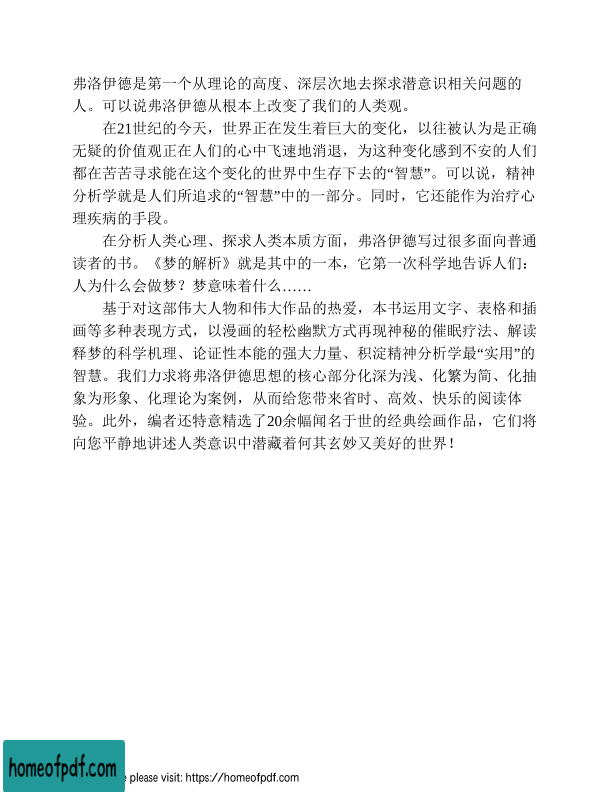 弗洛伊德是第一个从理论的高度、深层次地去探求潜意识相关问题的
人。可以说弗洛伊德从根本上改变了我们的人类观。
在21世纪的今天，世界正在发生着巨大的变化，以往被认为是正确
无疑的价值观正在人们的心中飞速地消退，为这种变化感到不安的人们
都在苦苦寻求能在这个变化的世界中生存下去的“智慧”。可以说，精神
分析学就是人们所追求的“智慧”中的一部分。同时，它还能作为治疗心
理疾病的手段。
在分析人类心理、探求人类本质方面，弗洛伊德写过很多面向普通
读者的书。《梦的解析》就是其中的一本，它第一次科学地告诉人们：
人为什么会做梦？梦意味着什么……
基于对这部伟大人物和伟大作品的热爱，本书运用文字、表格和插
画等多种表现方式，以漫画的轻松幽默方式再现神秘的催眠疗法、解读
释梦的科学机理、论证性本能的强大力量、积淀精神分析学最“实用”的
智慧。我们力求将弗洛伊德思想的核心部分化深为浅、化繁为简、化抽
象为形象、化理论为案例，从而给您带来省时、高效、快乐的阅读体
验。此外，编者还特意精选了20余幅闻名于世的经典绘画作品，它们将
向您平静地讲述人类意识中潜藏着何其玄妙又美好的世界！
homeofpdf.com
please visit: https://homeofpdf.com